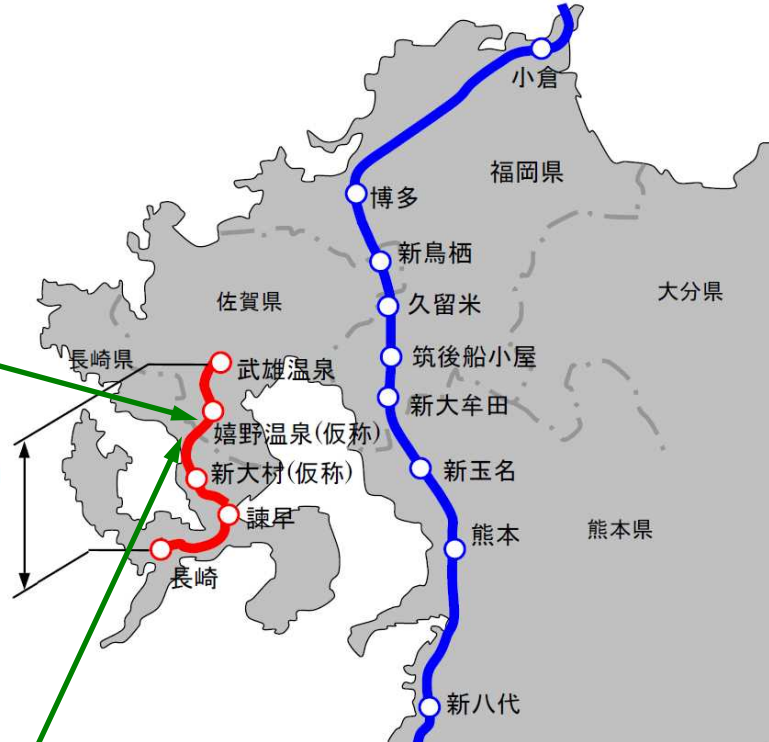 小倉
福岡県
博多
新鳥栖
大分県
佐賀県
久留米
長崎県
武雄温泉
筑後船小屋
新大牟田
嬉野温泉(仮称)
新大村(仮称)
新玉名
諫早
熊本
熊本県
長崎
新八代